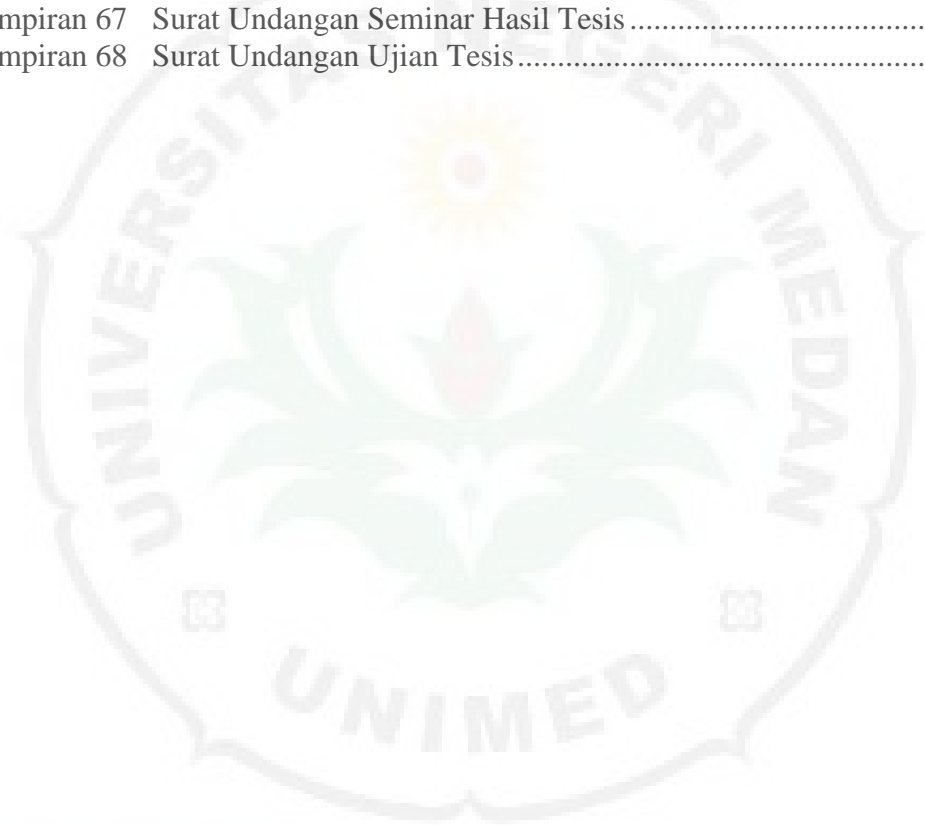 mpiran 67 Surat Undangan Seminar Hasil Tesis ....................................
mpiran 68 Surat Undangan Ujian Tesis ..................................................
UNIVERSITAS NEGERI MEDAN
UNIMED